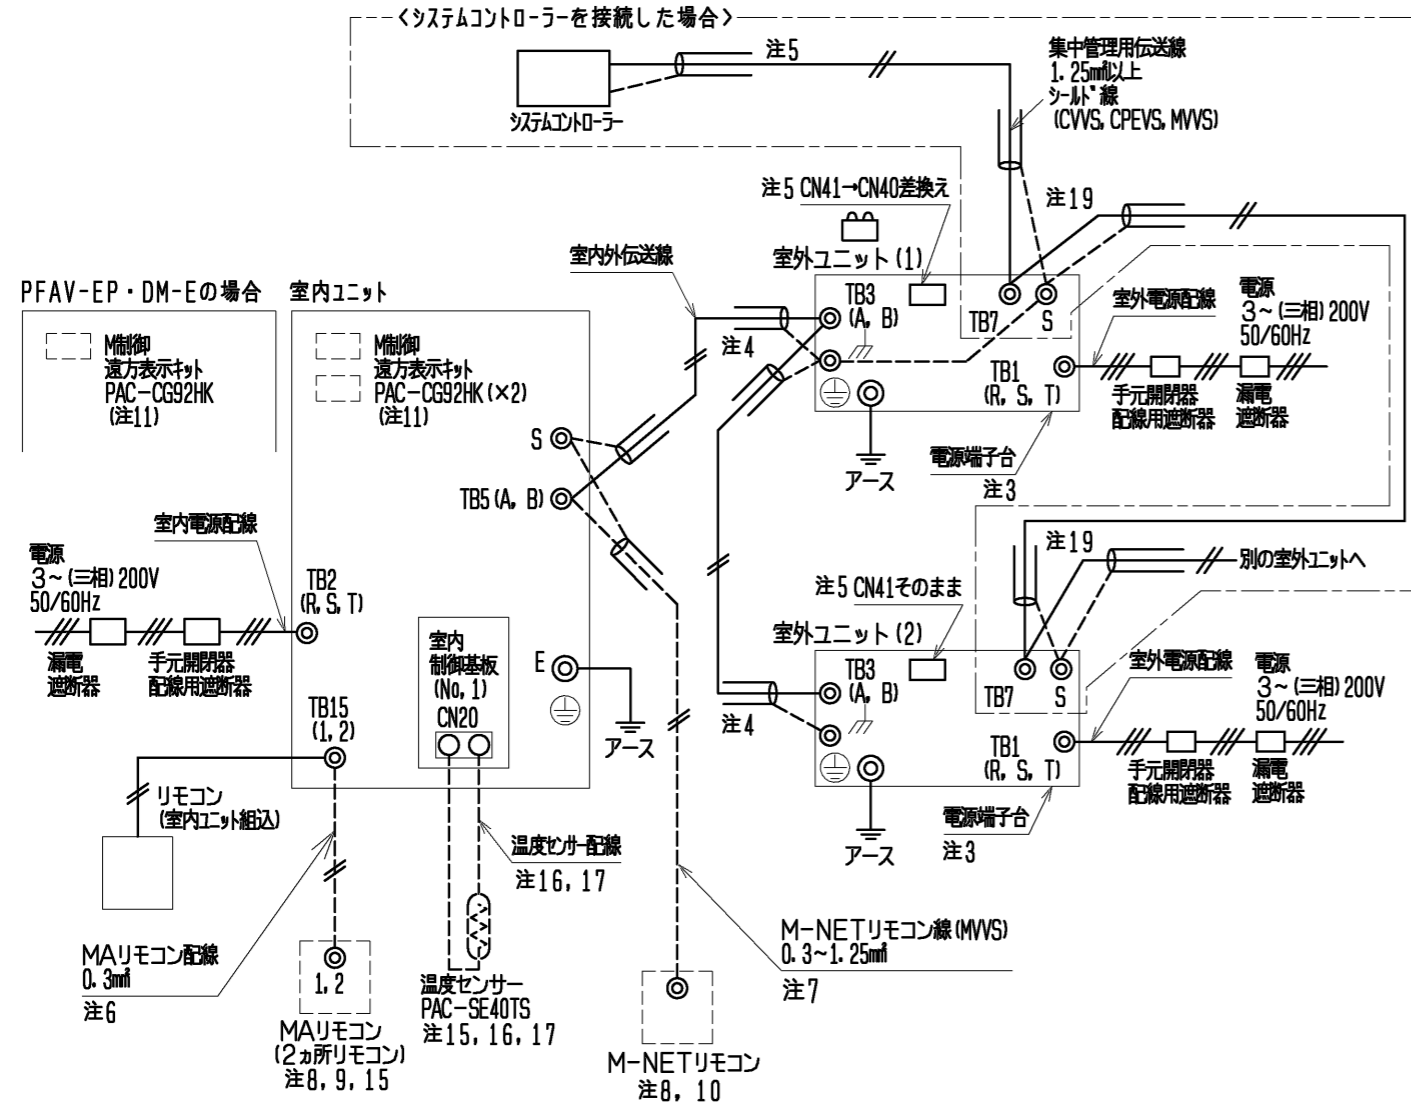 <システムコントローラーを接続した場合>
注5
システムコントローラー
集中管理用伝送線
1.25mm²以上
シールド線
(CVVS, CPEVS, MVVS)
注5 CN41→CN40差換え
注19
室内外伝送線
室外ユニット(1)
TB3
(A, B)
TB7
S
TB1
(R, S, T)
注4
室外電源配線
電源
3~(三相)200V
50/60Hz
手元開閉器
配線用遮断器
漏電
遮断器
電源端子台
注3
アース
PFAV-EP・DM-Eの場合
M制御
遠方表示キット
PAC-CG92HK
(注11)
室内ユニット
M制御
遠方表示キット
PAC-CG92HK(×2)
(注11)
S
TB5(A, B)
室内電源配線
電源
3~(三相)200V
50/60Hz
漏電
遮断器
手元開閉器
配線用遮断器
TB2
(R, S, T)
TB15
(1, 2)
室内
制御基板
(No, 1)
CN20
E
アース
注19
別の室外ユニットへ
注5 CN41そのまま
室外ユニット(2)
TB3
(A, B)
TB7
S
TB1
(R, S, T)
注4
室外電源配線
電源
3~(三相)200V
50/60Hz
手元開閉器
配線用遮断器
漏電
遮断器
電源端子台
注3
アース
リモコン
(室内ユニット組込)
温度センサー配線
注16, 17
MAリモコン配線
0.3mm²
注6
1, 2
MAリモコン
(2ヵ所リモコン)
注8, 9, 15
温度センサー
PAC-SE40TS
注15, 16, 17
M-NETリモコン線(MVVS)
0.3~1.25mm²
注7
M-NETリモコン
注8, 10